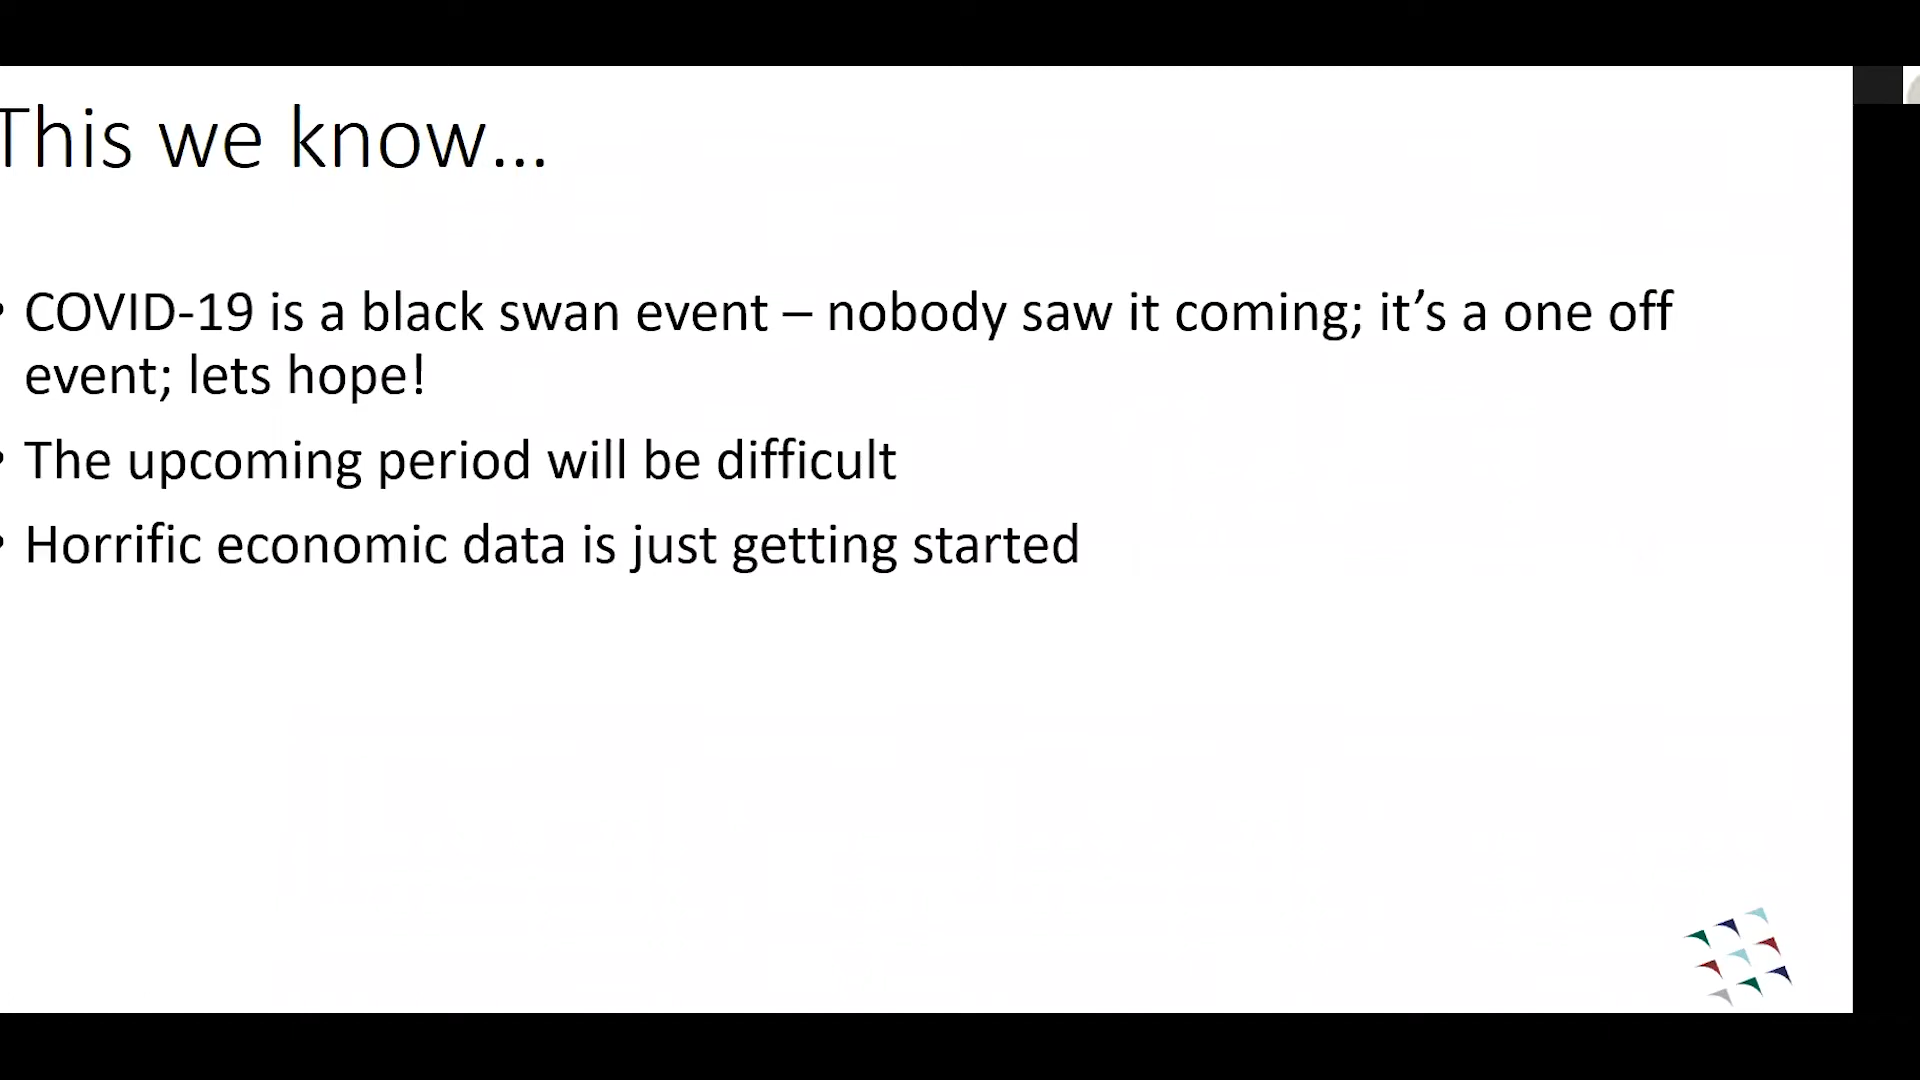 This we know...
• COVID-19 is a black swan event – nobody saw it coming; it’s a one off
event; lets hope!
• The upcoming period will be difficult
• Horrific economic data is just getting started